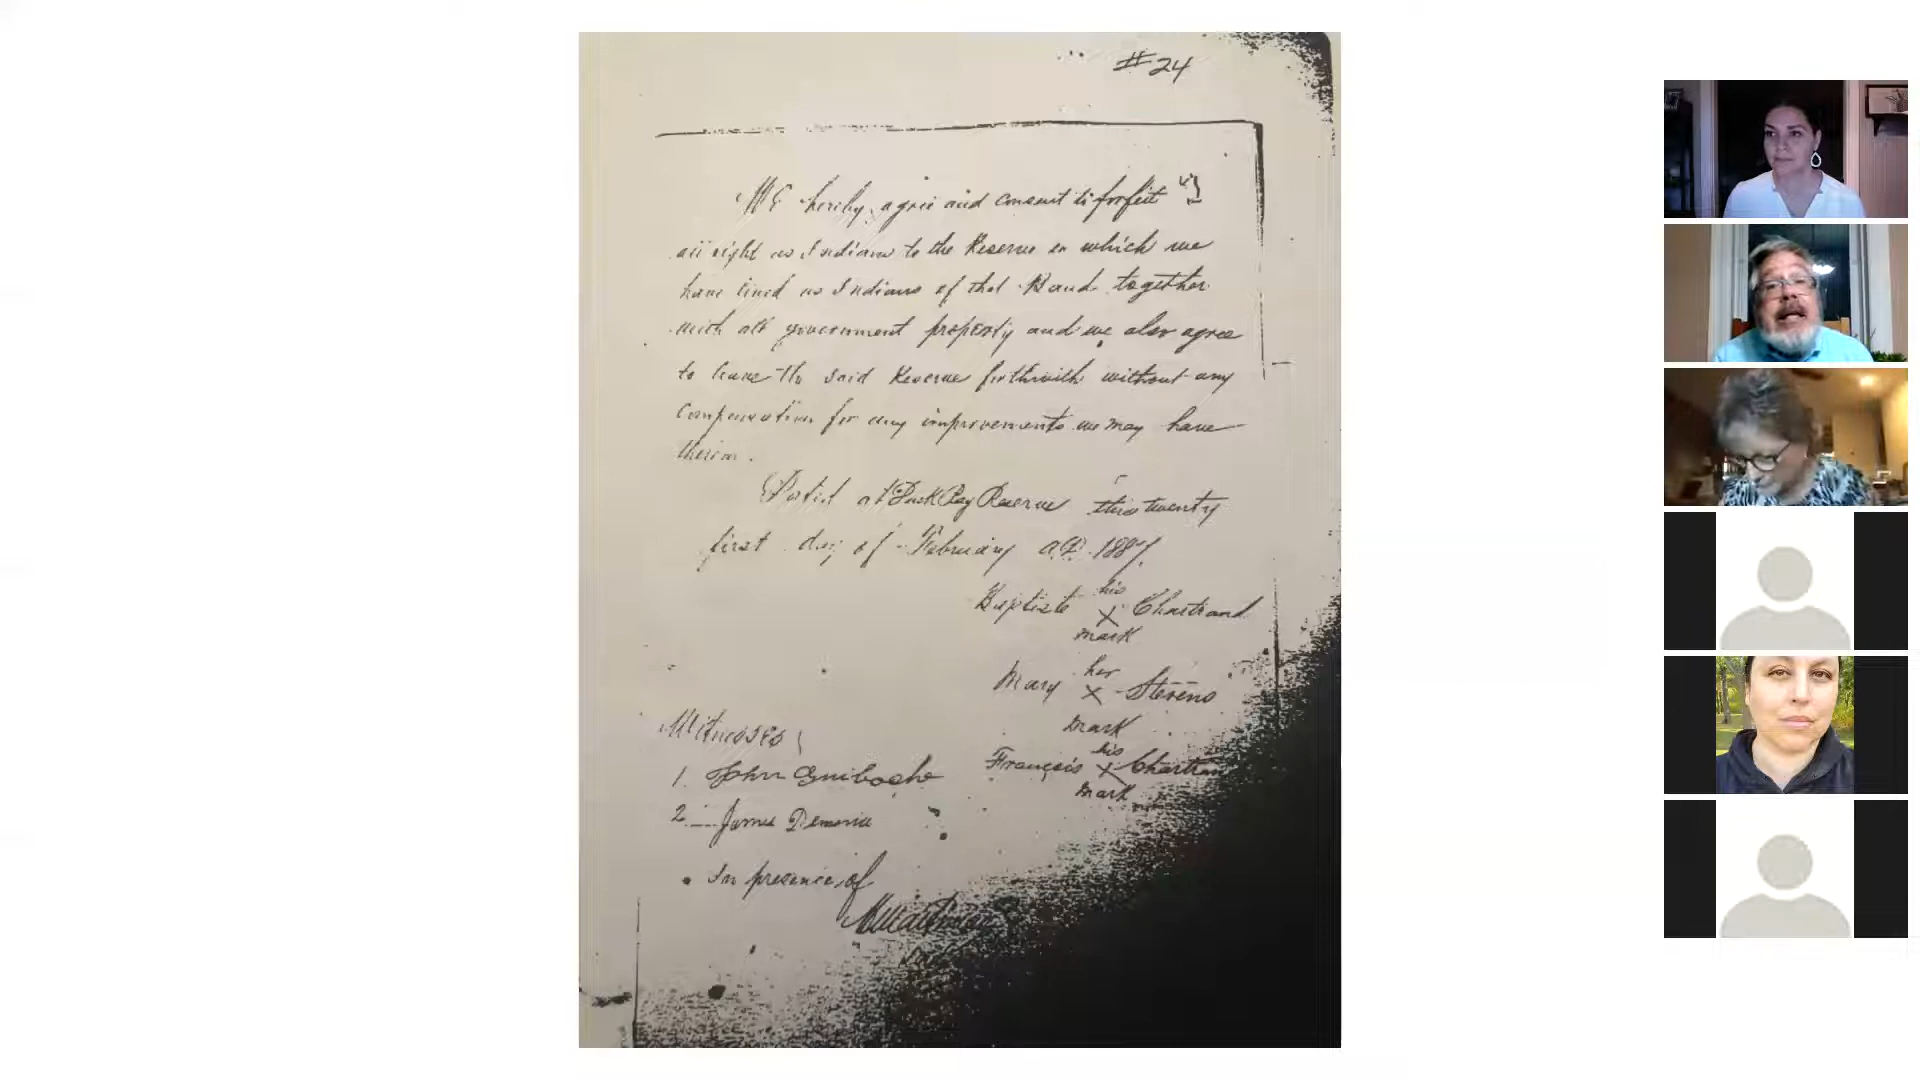 #24
WE hereby agree and consent to forfeit
all right as Indians to the Reserve on which we
have lived as Indians of that Band together
with all government property and we also agree
to leave the said Reserve forthwith without any
Compensation for any improvements we may have
therin.
Dated at Duck Bay Reserve this twenty
first day of February A.D. 1887.
Baptiste his X mark Chartrand
Mary her X mark Stevens
François his X mark
Witnesses
1. John
2. James
In presence of